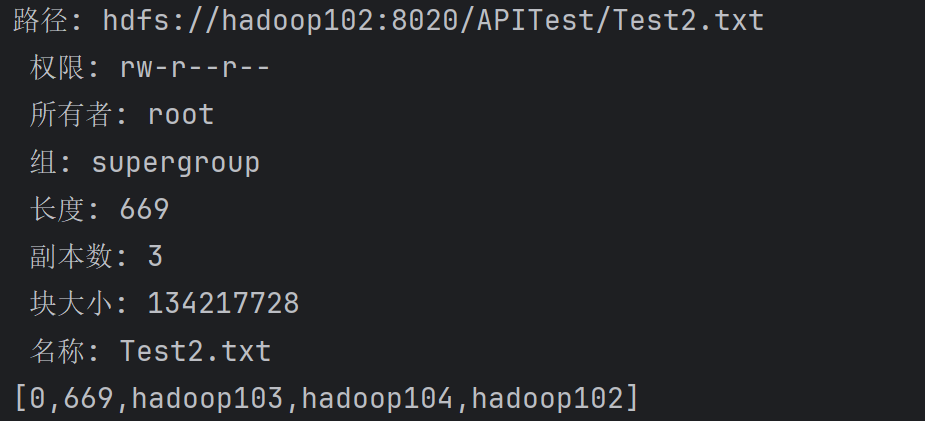 路径: hdfs://hadoop102:8020/APITest/Test2.txt
权限: rw-r--r--
所有者: root
组: supergroup
长度: 669
副本数: 3
块大小: 134217728
名称: Test2.txt
[0,669,hadoop103,hadoop104,hadoop102]